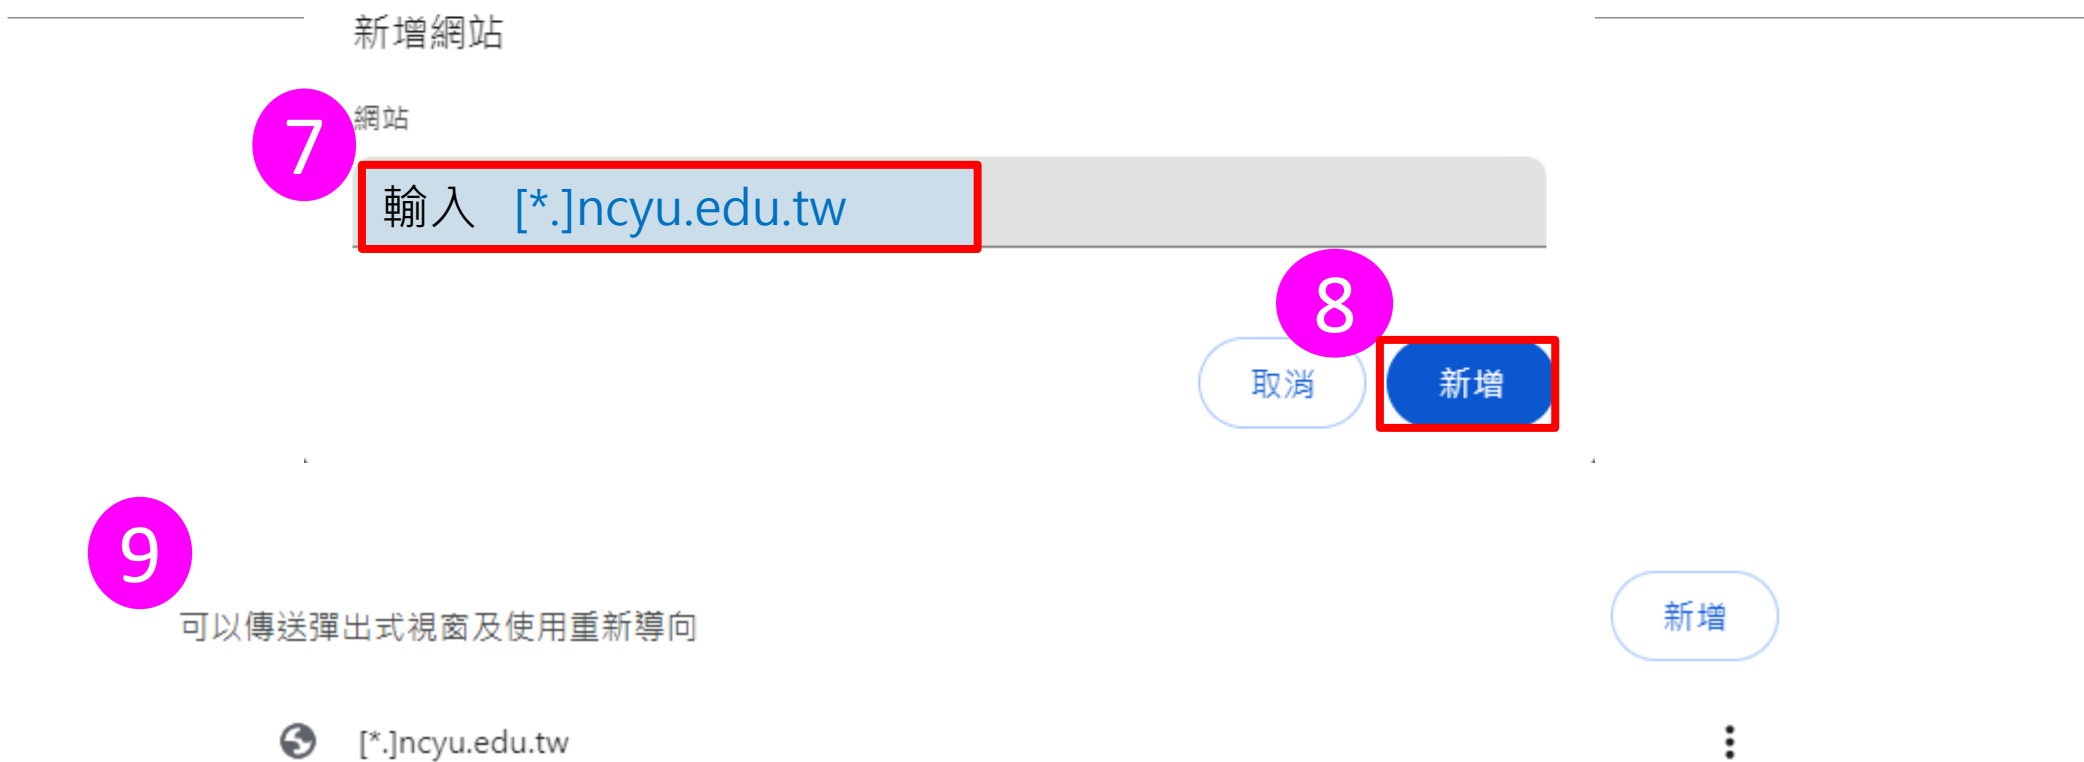 新增網站
7
網站
輸入 [*.]ncyu.edu.tw
8
取消
新增
9
可以傳送彈出式視窗及使用重新導向
新增
[*.]ncyu.edu.tw